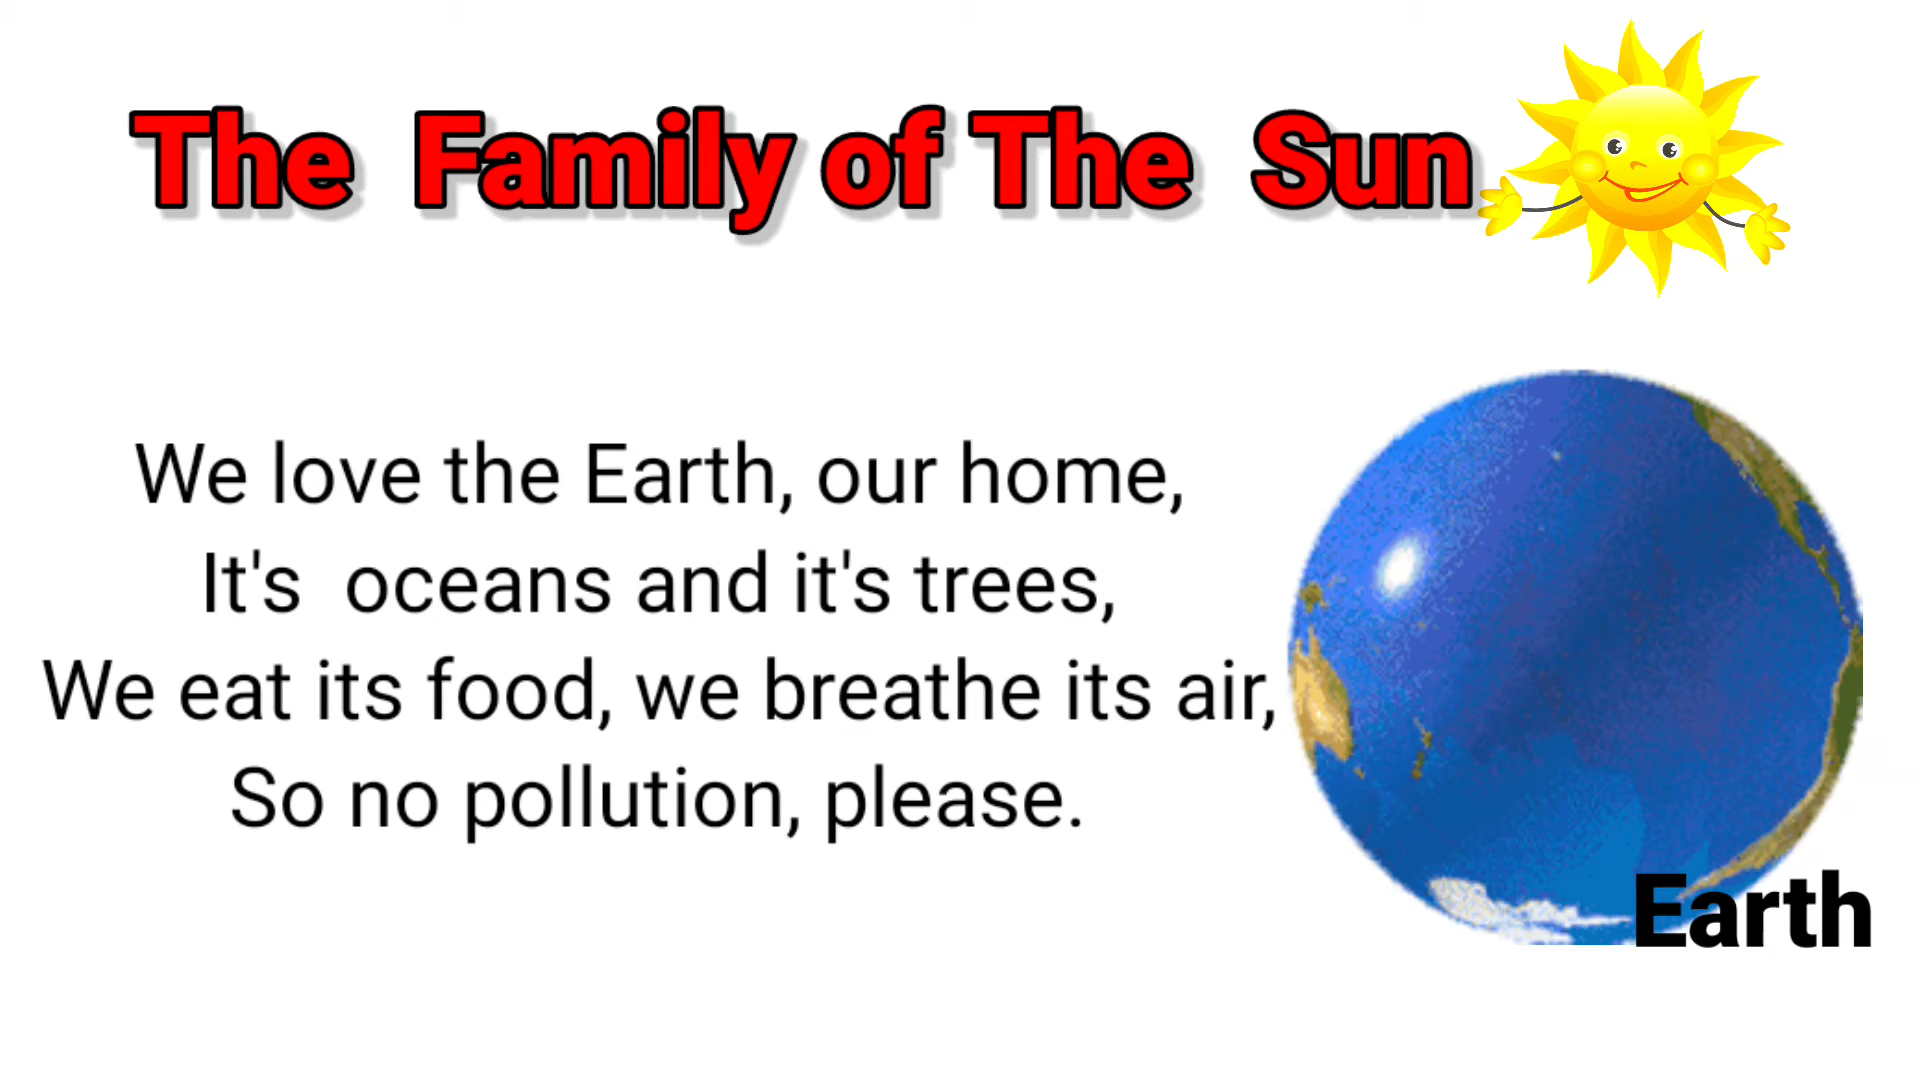 The Family of The Sun
We love the Earth, our home,
It's oceans and it's trees,
We eat its food, we breathe its air,
So no pollution, please.
Earth